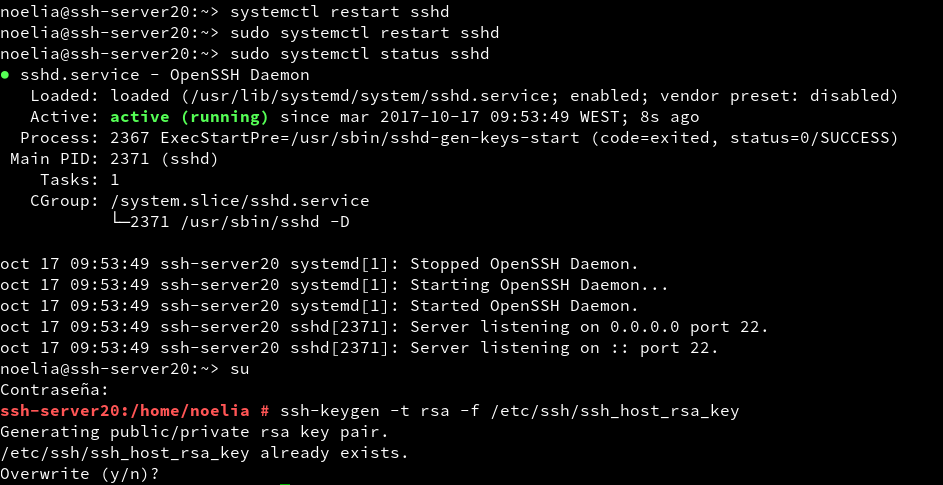 noelia@ssh-server20:~> systemctl restart sshd
noelia@ssh-server20:~> sudo systemctl restart sshd
noelia@ssh-server20:~> sudo systemctl status sshd
● sshd.service - OpenSSH Daemon
   Loaded: loaded (/usr/lib/systemd/system/sshd.service; enabled; vendor preset: disabled)
   Active: active (running) since mar 2017-10-17 09:53:49 WEST; 8s ago
  Process: 2367 ExecStartPre=/usr/sbin/sshd-gen-keys-start (code=exited, status=0/SUCCESS)
 Main PID: 2371 (sshd)
    Tasks: 1
   CGroup: /system.slice/sshd.service
           └─2371 /usr/sbin/sshd -D

oct 17 09:53:49 ssh-server20 systemd[1]: Stopped OpenSSH Daemon.
oct 17 09:53:49 ssh-server20 systemd[1]: Starting OpenSSH Daemon...
oct 17 09:53:49 ssh-server20 systemd[1]: Started OpenSSH Daemon.
oct 17 09:53:49 ssh-server20 sshd[2371]: Server listening on 0.0.0.0 port 22.
oct 17 09:53:49 ssh-server20 sshd[2371]: Server listening on :: port 22.
noelia@ssh-server20:~> su
Contraseña:
ssh-server20:/home/noelia # ssh-keygen -t rsa -f /etc/ssh/ssh_host_rsa_key
Generating public/private rsa key pair.
/etc/ssh/ssh_host_rsa_key already exists.
Overwrite (y/n)?